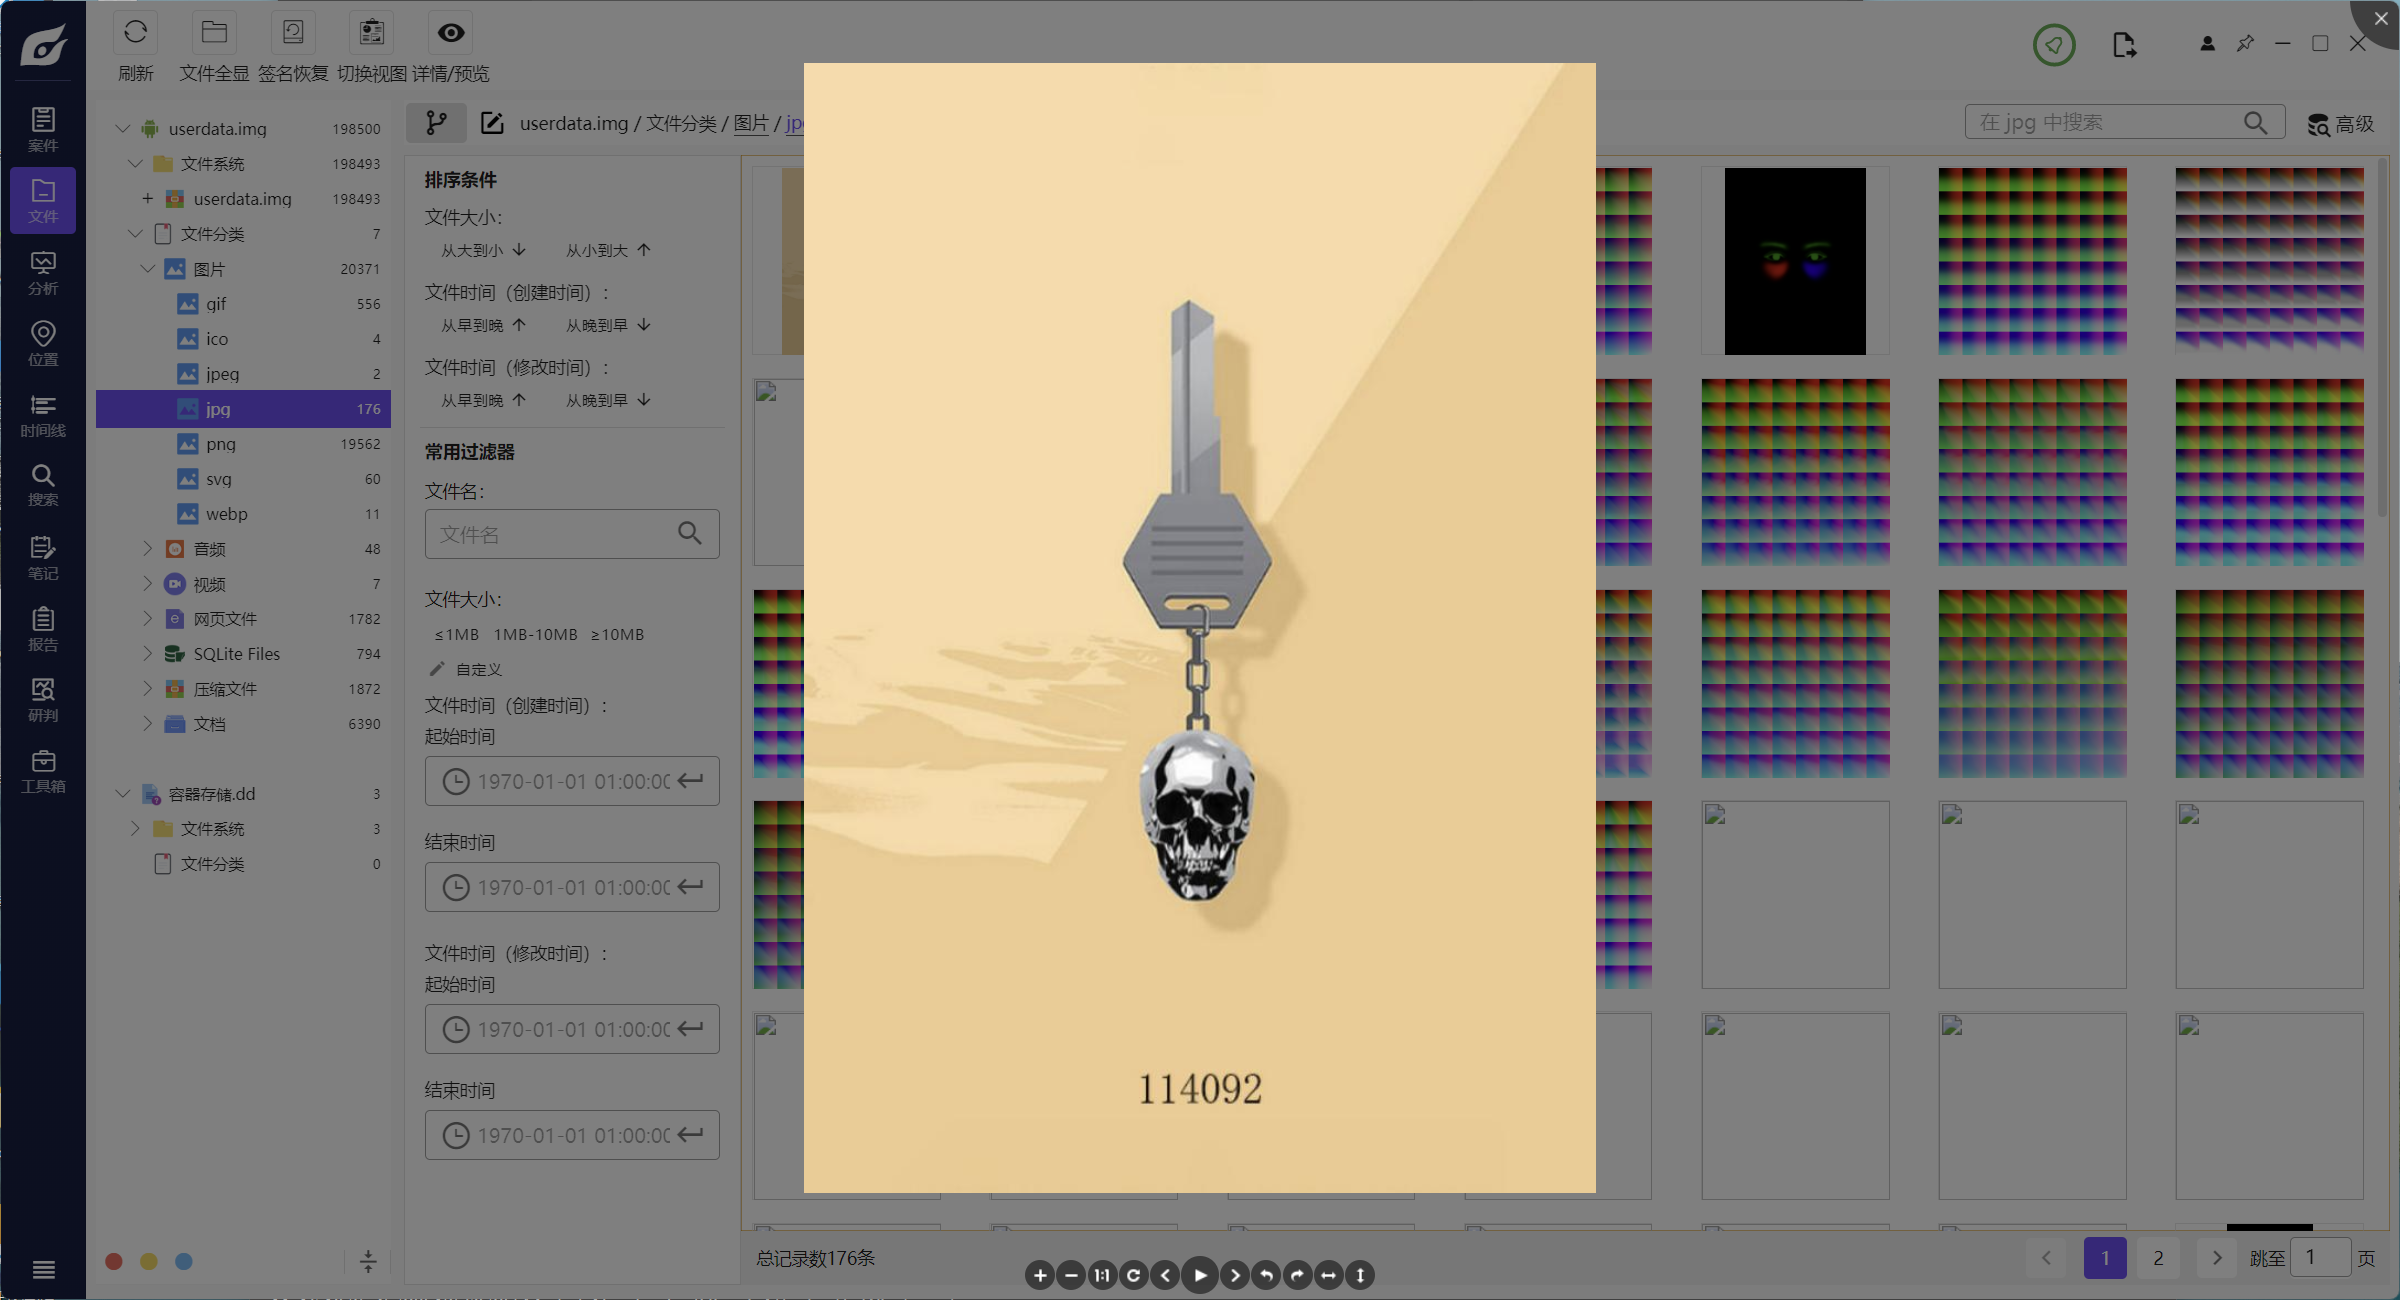 刷新
文件全显
签名恢复
切换视图
详情/预览
案件
文件
分析
位置
时间线
搜索
笔记
报告
研判
工具箱
userdata.img 198500
文件系统 198493
userdata.img 198493
文件分类 7
图片 20371
gif 556
ico 4
jpeg 2
jpg 176
png 19562
svg 60
webp 11
音频 48
视频 7
网页文件 1782
SQLite Files 794
压缩文件 1872
文档 6390
容器存储.dd 3
文件系统 3
文件分类 0
userdata.img / 文件分类 / 图片 / jp
在 jpg 中搜索
高级
排序条件
文件大小：
从大到小 从小到大
文件时间（创建时间）：
从早到晚 从晚到早
文件时间（修改时间）：
从早到晚 从晚到早
常用过滤器
文件名：
文件名
文件大小：
≤1MB 1MB-10MB ≥10MB
自定义
文件时间（创建时间）：
起始时间
1970-01-01 01:00:00
结束时间
1970-01-01 01:00:00
文件时间（修改时间）：
起始时间
1970-01-01 01:00:00
结束时间
1970-01-01 01:00:00
114092
总记录数176条
1:1
1
2
跳至 1 页